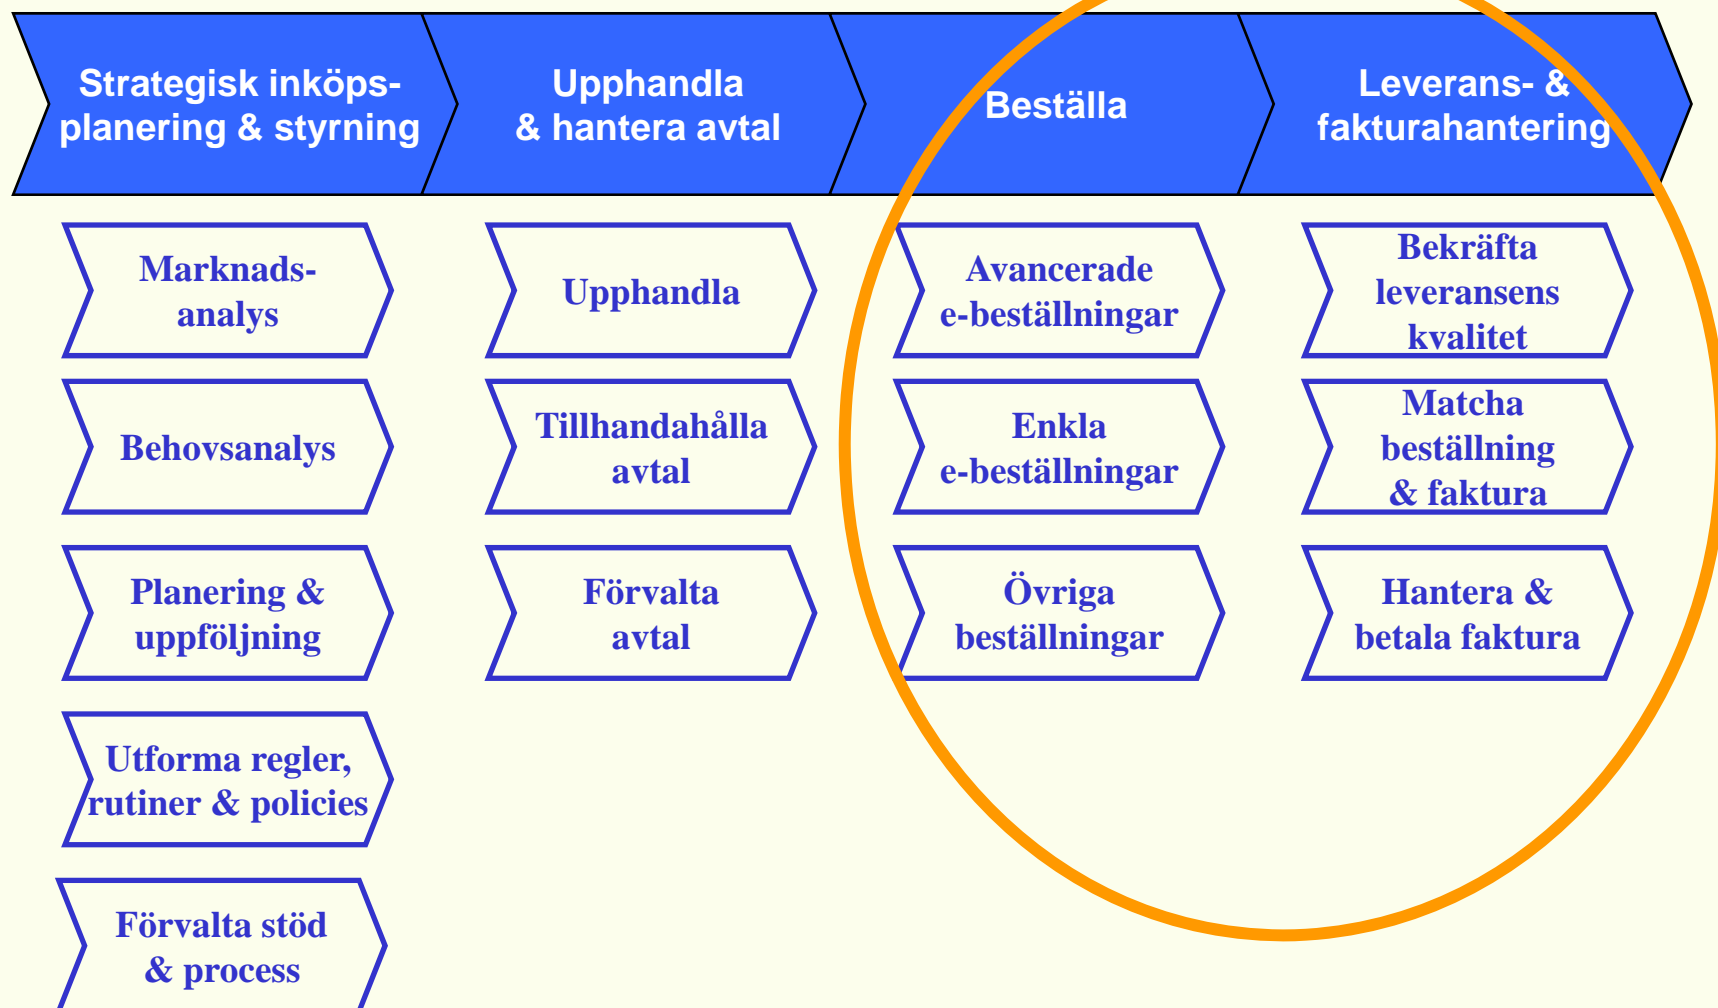 Strategisk inköps-
planering & styrning
Upphandla
& hantera avtal
Beställa
Leverans- &
fakturahantering
Marknads-
analys
Behovsanalys
Planering &
uppföljning
Utforma regler,
rutiner & policies
Förvalta stöd
& process
Upphandla
Tillhandahålla
avtal
Förvalta
avtal
Avancerade
e-beställningar
Enkla
e-beställningar
Övriga
beställningar
Bekräfta
leveransens
kvalitet
Matcha
beställning
& faktura
Hantera &
betala faktura